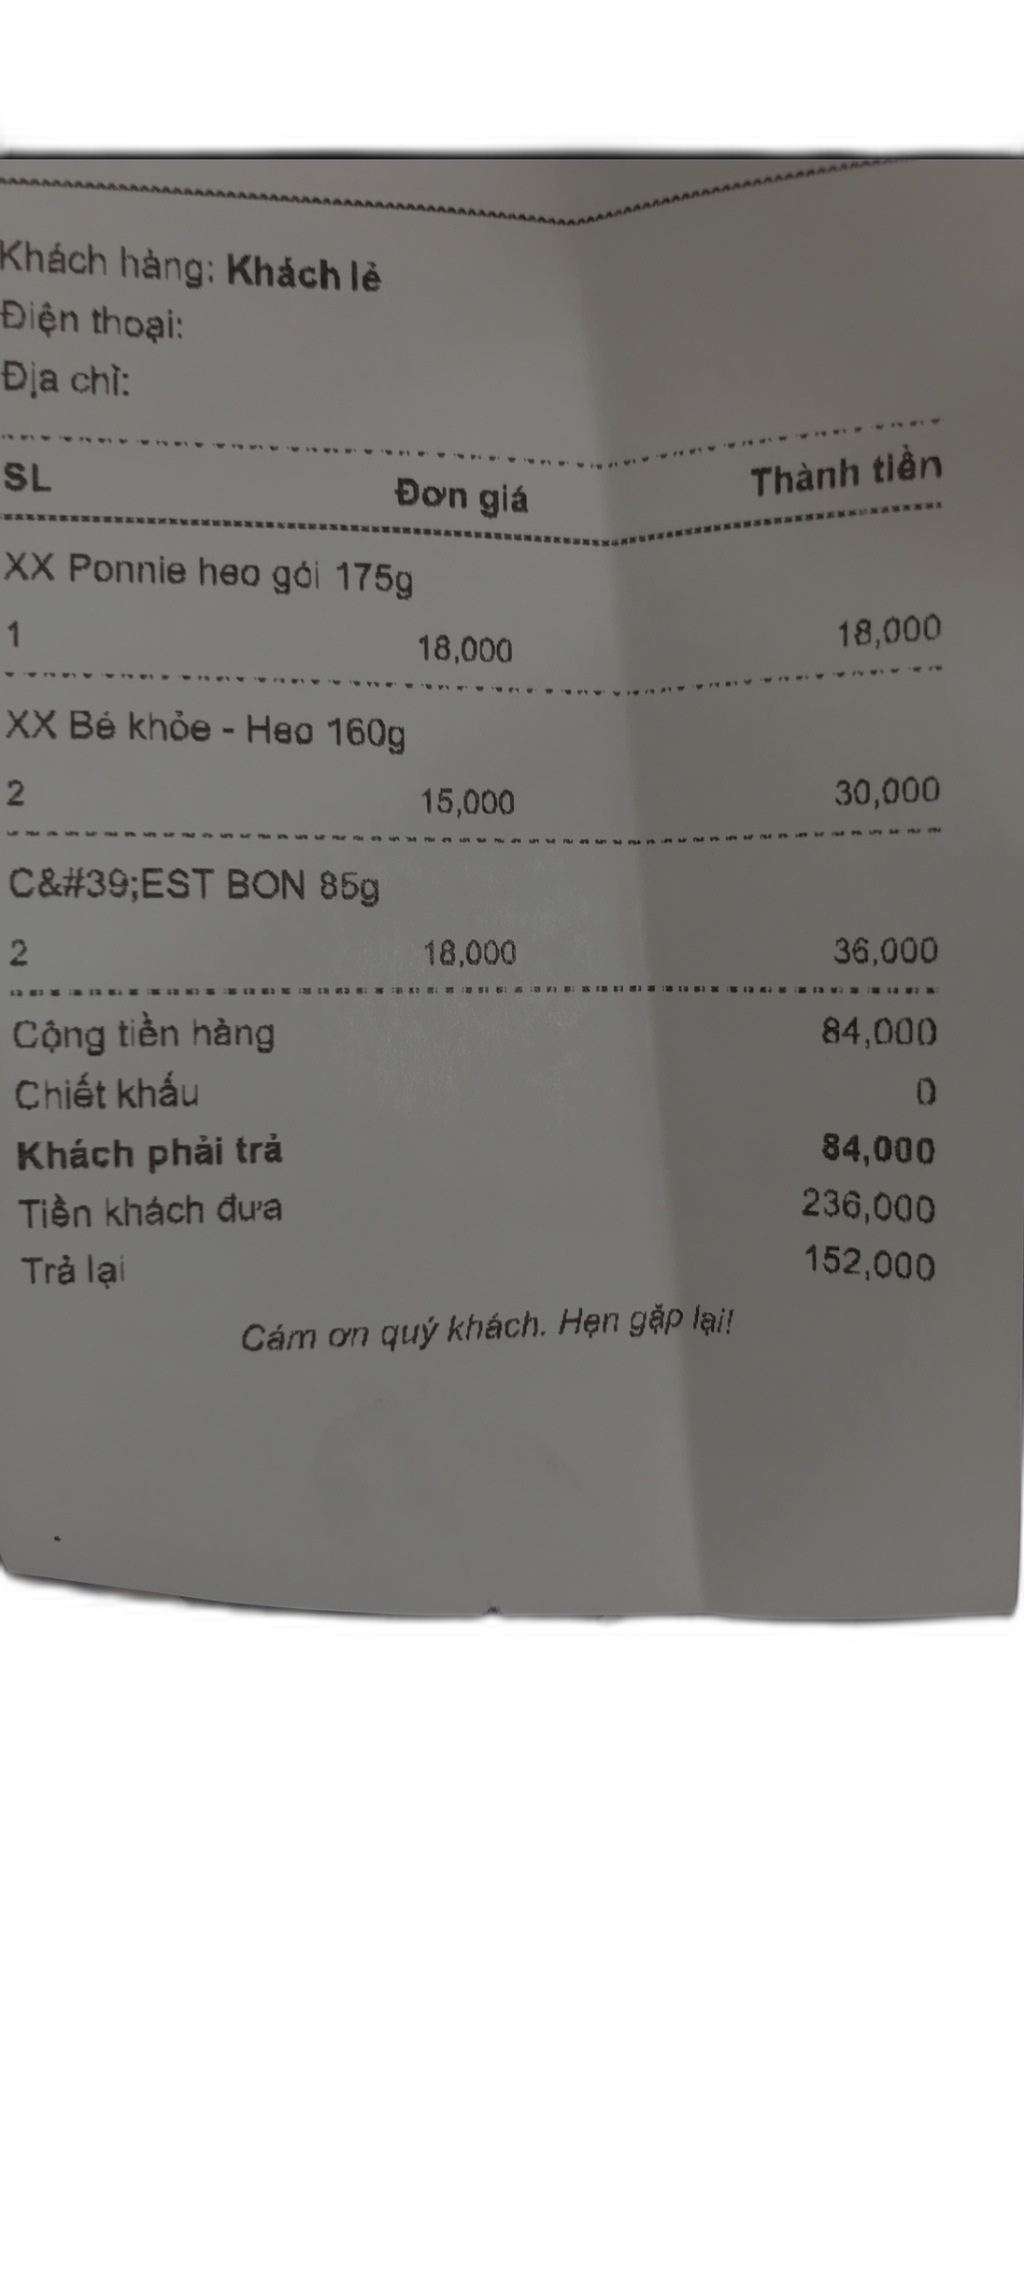 Khách hàng: Khách lẻ
Điện thoại:
Địa chỉ:
SL Đơn giá Thành tiền
XX Ponnie heo gói 175g
1 18,000 18,000
XX Bé khỏe - Heo 160g
2 15,000 30,000
C&#39;EST BON 85g
2 18,000 36,000
Cộng tiền hàng 84,000
Chiết khấu 0
Khách phải trả 84,000
Tiền khách đưa 236,000
Trả lại 152,000
Cám ơn quý khách. Hẹn gặp lại!